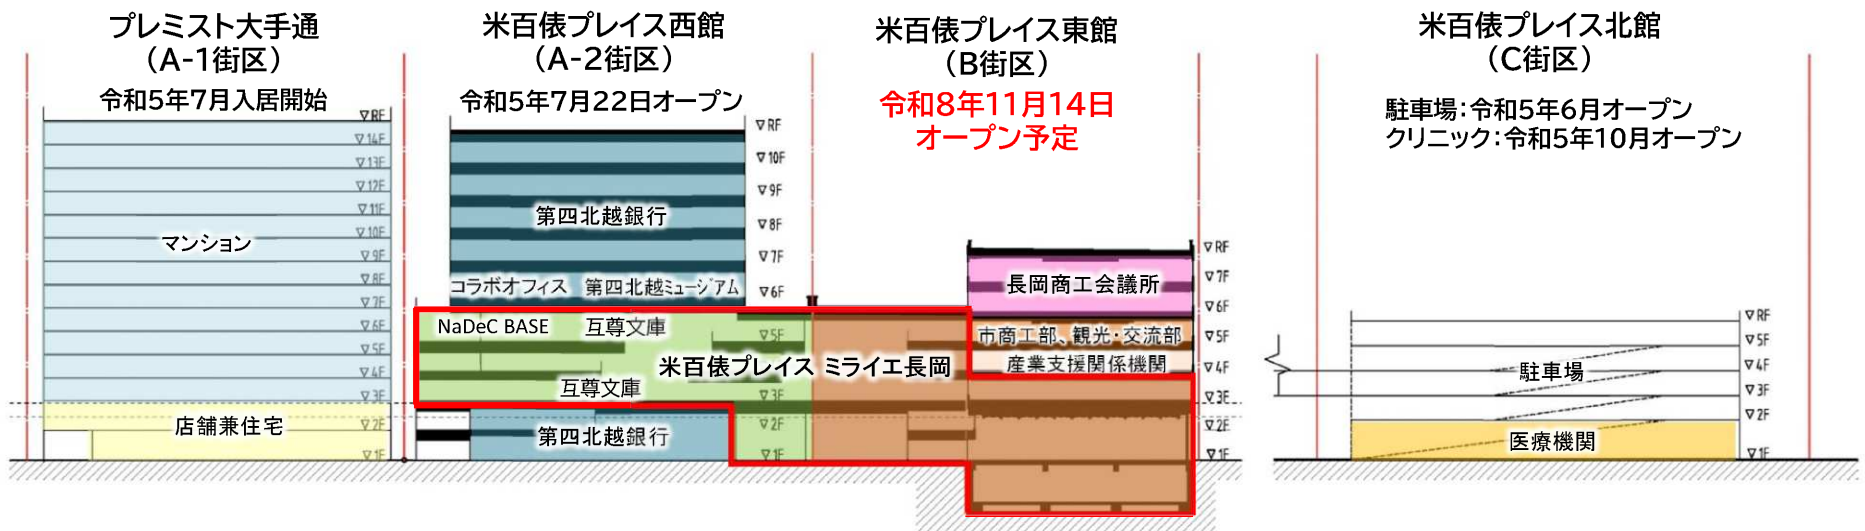 プレミスト大手通
（A-1街区）
令和5年7月入居開始
▽RF
▽14F
▽13F
▽12F
▽11F
▽10F
▽9F
▽8F
▽7F
▽6F
▽5F
▽4F
▽3F
▽2F
▽1F
マンション
店舗兼住宅
米百俵プレイス西館
（A-2街区）
令和5年7月22日オープン
▽RF
▽10F
▽9F
▽8F
▽7F
▽6F
▽5F
▽3F
▽2F
▽1F
第四北越銀行
コラボオフィス 第四北越ミュージアム
NaDeC BASE 互尊文庫
米百俵プレイス ミライエ長岡
互尊文庫
第四北越銀行
米百俵プレイス東館
（B街区）
令和8年11月14日
オープン予定
▽RF
▽7F
▽6F
▽5F
▽4F
▽3F
▽2F
▽1F
長岡商工会議所
市商工部、観光・交流部
産業支援関係機関
米百俵プレイス北館
（C街区）
駐車場：令和5年6月オープン
クリニック：令和5年10月オープン
▽RF
▽5F
▽4F
▽3F
▽2F
▽1F
駐車場
医療機関